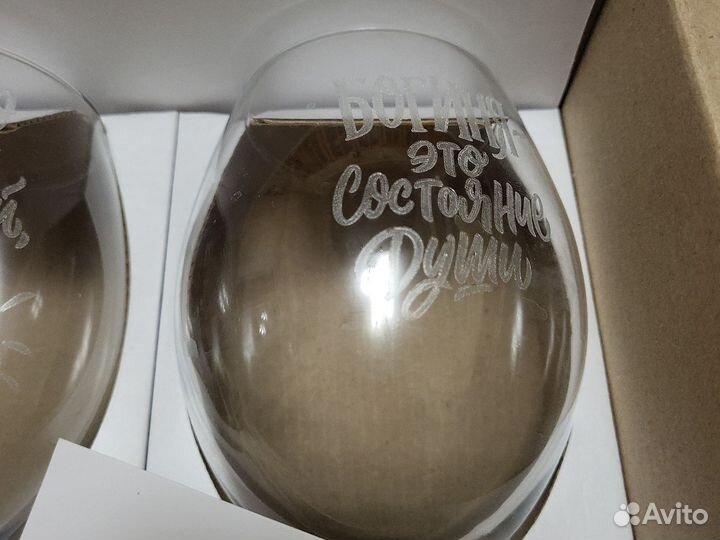 Богиня-
это
Состояние
Души
й,
Avito